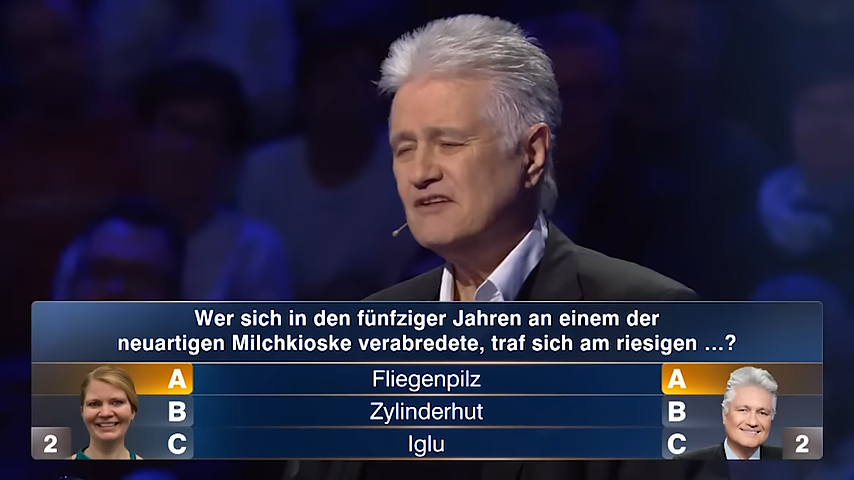 Wer sich in den fünfziger Jahren an einem der
neuartigen Milchkioske verabredete, traf sich am riesigen ...?
A Fliegenpilz A
B Zylinderhut B
2 C Iglu C 2